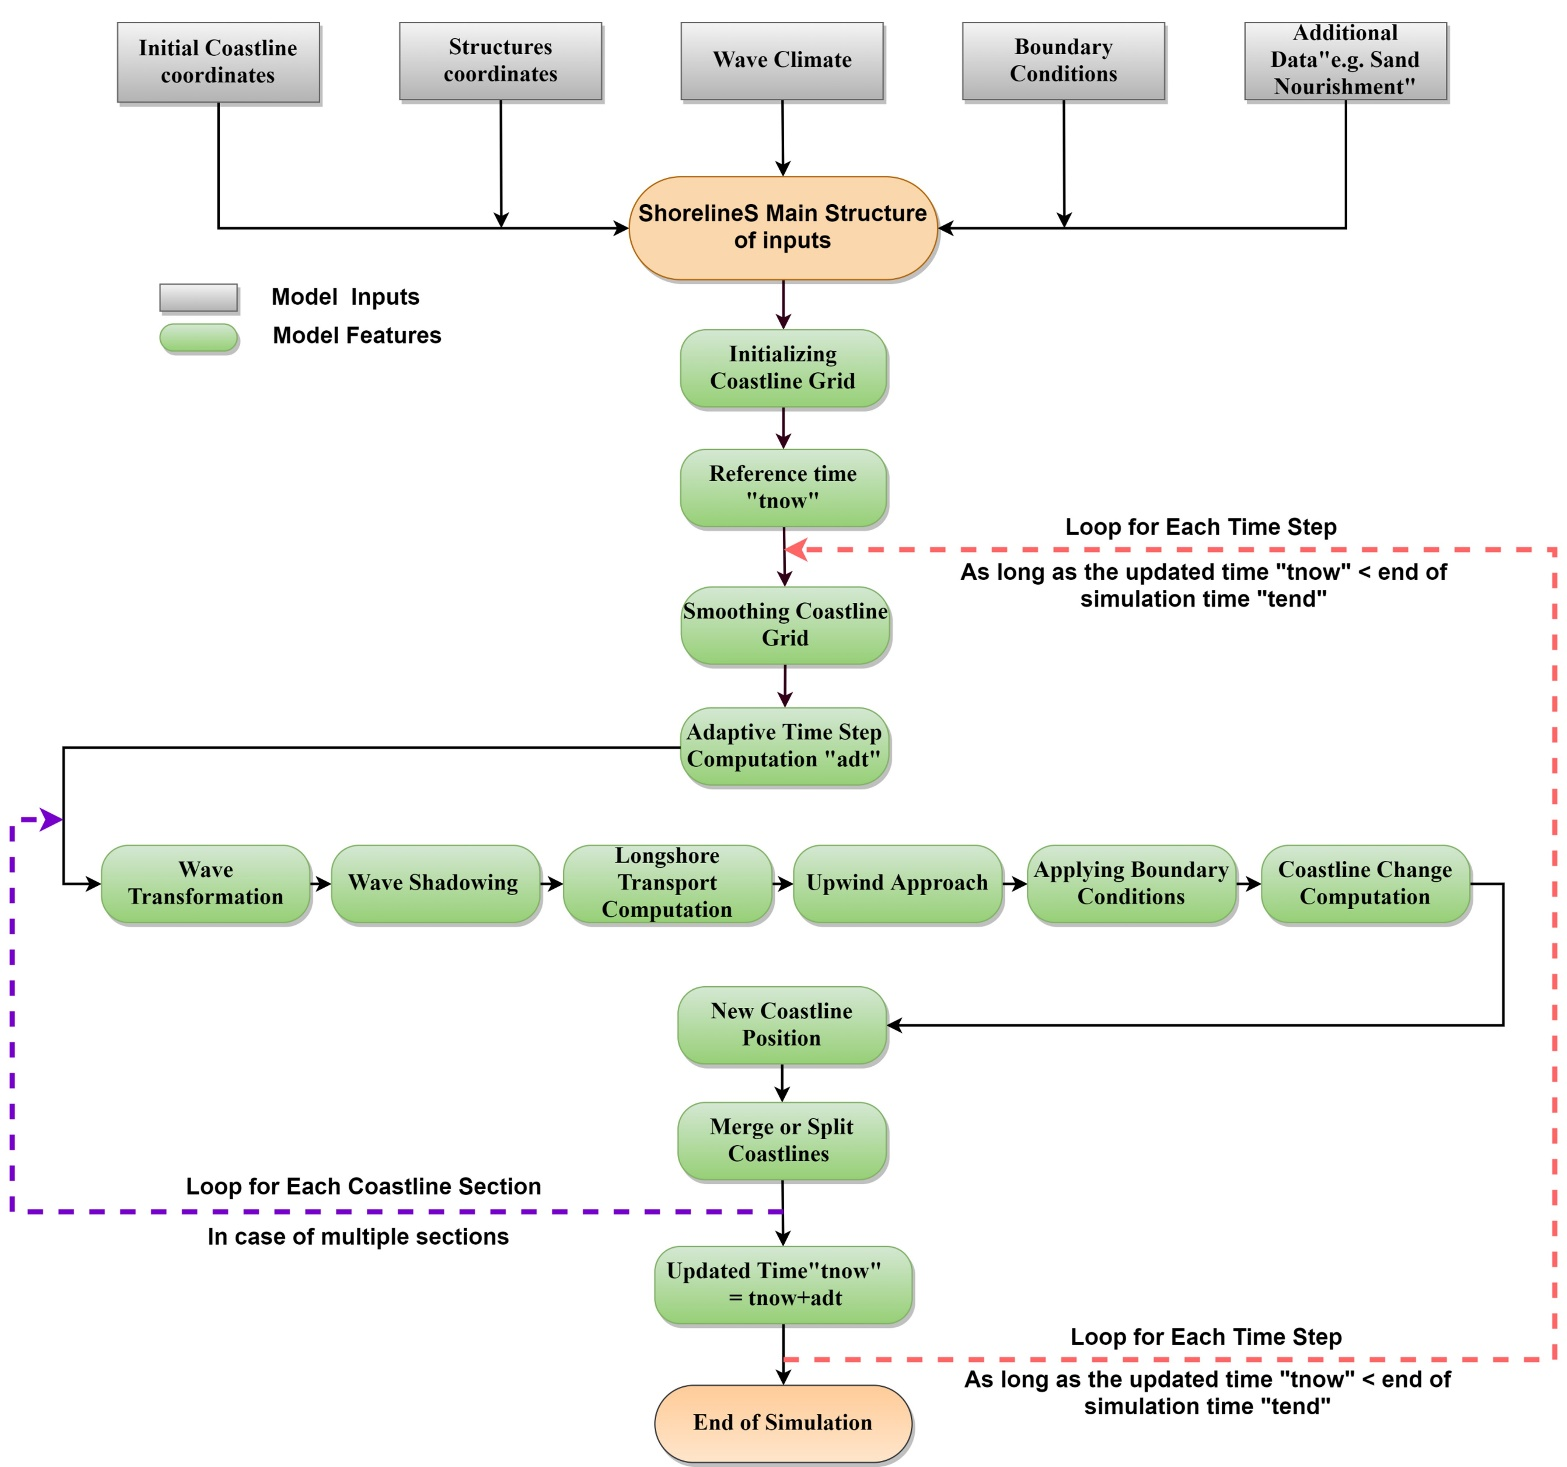 Initial Coastline
coordinates
Structures
coordinates
Wave Climate
Boundary
Conditions
Additional
Data"e.g. Sand
Nourishment"
ShorelineS Main Structure
of inputs
Model Inputs
Model Features
Initializing
Coastline Grid
Reference time
"tnow"
Loop for Each Time Step
As long as the updated time "tnow" < end of
simulation time "tend"
Smoothing Coastline
Grid
Adaptive Time Step
Computation "adt"
Wave
Transformation
Wave Shadowing
Longshore
Transport
Computation
Upwind Approach
Applying Boundary
Conditions
Coastline Change
Computation
New Coastline
Position
Merge or Split
Coastlines
Loop for Each Coastline Section
In case of multiple sections
Updated Time"tnow"
= tnow+adt
Loop for Each Time Step
As long as the updated time "tnow" < end of
simulation time "tend"
End of Simulation